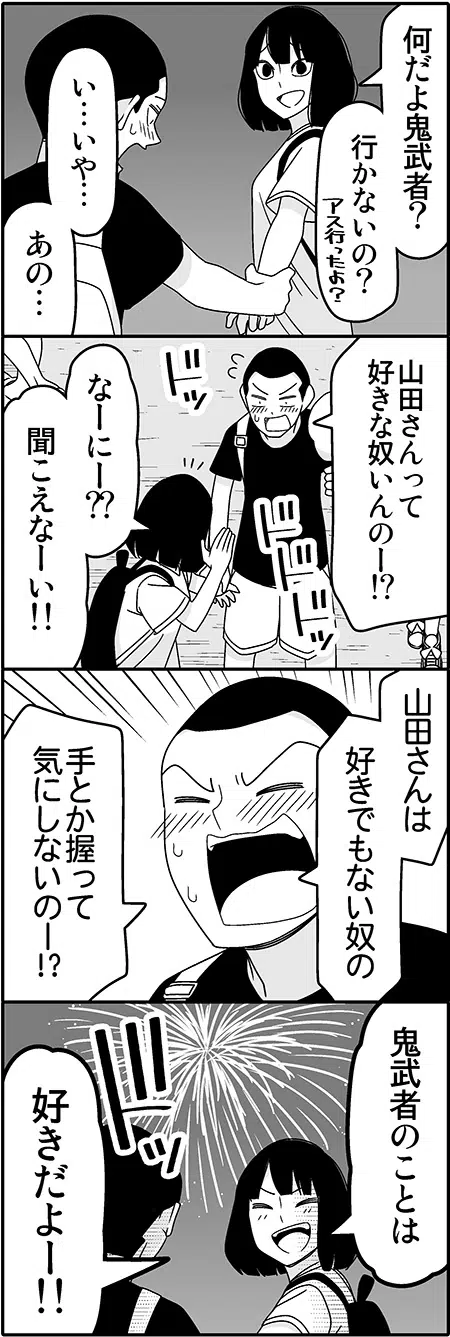 何だよ鬼武者？
行かないの？
アス行ったよ？
い…いや…
あの…
山田さんって
好きな奴いんのー!?
ドッ
ドドドッ
なーにー??
聞こえなーい!!
山田さんは
好きでもない奴の
手とか握って
気にしないのー!?
鬼武者のことは
ドッ
好きだよー!!